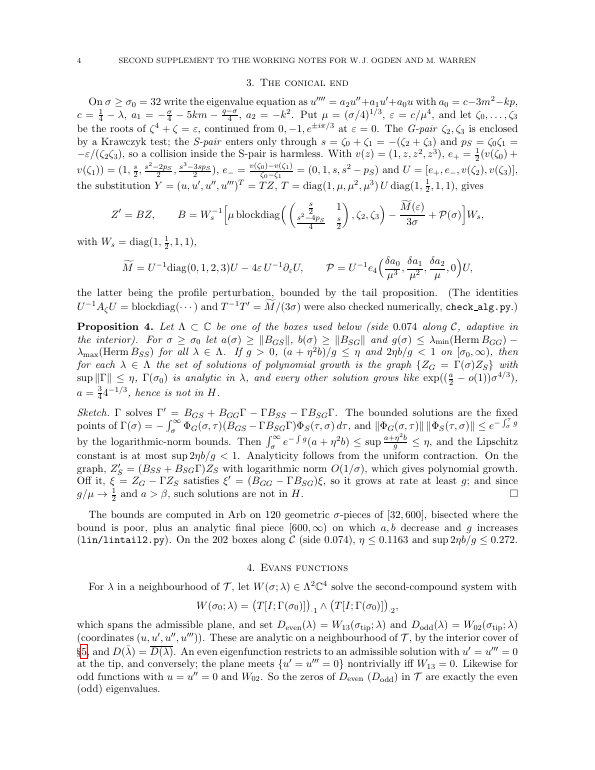 4 SECOND SUPPLEMENT TO THE WORKING NOTES FOR W. J. OGDEN AND M. WARREN
3. The conical end
On σ ≥ σ₀ = 32 write the eigenvalue equation as u'''' = a₂u''+a₁u'+a₀u with a₀ = c−3m²−kp,
c = 1/4 − λ, a₁ = −σ/4 − 5km − (q−σ)/4, a₂ = −k². Put μ = (σ/4)^{1/3}, ε = c/μ⁴, and let ζ₀, . . . , ζ₃
be the roots of ζ⁴ + ζ = ε, continued from 0, −1, e^{±iπ/3} at ε = 0. The G-pair ζ₂, ζ₃ is enclosed
by a Krawczyk test; the S-pair enters only through s = ζ₀ + ζ₁ = −(ζ₂ + ζ₃) and p_S = ζ₀ζ₁ =
−ε/(ζ₂ζ₃), so a collision inside the S-pair is harmless. With v(z) = (1, z, z², z³), e₊ = ½(v(ζ₀) +
v(ζ₁)) = (1, s/2, (s²−2p_S)/2, (s³−3sp_S)/2), e₋ = (v(ζ₀)−v(ζ₁))/(ζ₀−ζ₁) = (0, 1, s, s² − p_S) and U = [e₊, e₋, v(ζ₂), v(ζ₃)],
the substitution Y = (u, u', u'', u''')ᵀ = TZ, T = diag(1, μ, μ², μ³) U diag(1, ½, 1, 1), gives
Z' = BZ, B = W_s⁻¹[μ blockdiag((s/2 1 ; (s²−4p_S)/4 s/2), ζ₂, ζ₃) − M̃(ε)/3σ + 𝒫(σ)]W_s,
with W_s = diag(1, ½, 1, 1),
M̃ = U⁻¹diag(0, 1, 2, 3)U − 4ε U⁻¹∂_ζU, 𝒫 = U⁻¹e₄(δa₀/μ³, δa₁/μ², δa₂/μ, 0)U,
the latter being the profile perturbation, bounded by the tail proposition. (The identities
U⁻¹A_ζU = blockdiag(· · ·) and T⁻¹T' = M̃/(3σ) were also checked numerically, check_alg.py.)
Proposition 4. Let Λ ⊂ ℂ be one of the boxes used below (side 0.074 along 𝒞, adaptive in
the interior). For σ ≥ σ₀ let a(σ) ≥ ‖B_GS‖, b(σ) ≥ ‖B_SG‖ and g(σ) ≤ λ_min(Herm B_GG) −
λ_max(Herm B_SS) for all λ ∈ Λ. If g > 0, (a + η²b)/g ≤ η and 2ηb/g < 1 on [σ₀, ∞), then
for each λ ∈ Λ the set of solutions of polynomial growth is the graph {Z_G = Γ(σ)Z_S} with
sup ‖Γ‖ ≤ η, Γ(σ₀) is analytic in λ, and every other solution grows like exp((a/2 − o(1))σ^{4/3}),
a = ¾4^{−1/3}, hence is not in H.
Sketch. Γ solves Γ' = B_GS + B_GGΓ − ΓB_SS − ΓB_SGΓ. The bounded solutions are the fixed
points of Γ(σ) = −∫_σ^∞ Φ_G(σ, τ)(B_GS − ΓB_SGΓ)Φ_S(τ, σ) dτ, and ‖Φ_G(σ, τ)‖ ‖Φ_S(τ, σ)‖ ≤ e^{−∫_σ^τ g}
by the logarithmic-norm bounds. Then ∫_σ^∞ e^{−∫g}(a + η²b) ≤ sup (a+η²b)/g ≤ η, and the Lipschitz
constant is at most sup 2ηb/g < 1. Analyticity follows from the uniform contraction. On the
graph, Z'_S = (B_SS + B_SGΓ)Z_S with logarithmic norm O(1/σ), which gives polynomial growth.
Off it, ξ = Z_G − ΓZ_S satisfies ξ' = (B_GG − ΓB_SG)ξ, so it grows at rate at least g; and since
g/μ → ½ and a > β, such solutions are not in H. □
The bounds are computed in Arb on 120 geometric σ-pieces of [32, 600], bisected where the
bound is poor, plus an analytic final piece [600, ∞) on which a, b decrease and g increases
(lin/lintail2.py). On the 202 boxes along 𝒞 (side 0.074), η ≤ 0.1163 and sup 2ηb/g ≤ 0.272.
4. Evans functions
For λ in a neighbourhood of 𝒯, let W(σ; λ) ∈ Λ²ℂ⁴ solve the second-compound system with
W(σ₀; λ) = (T[I; Γ(σ₀)])_{·1} ∧ (T[I; Γ(σ₀)])_{·2},
which spans the admissible plane, and set D_even(λ) = W₁₃(σ_tip; λ) and D_odd(λ) = W₀₂(σ_tip; λ)
(coordinates (u, u', u'', u''')). These are analytic on a neighbourhood of 𝒯, by the interior cover of
§5, and D(λ̄) = \overline{D(λ)}. An even eigenfunction restricts to an admissible solution with u' = u''' = 0
at the tip, and conversely; the plane meets {u' = u''' = 0} nontrivially iff W₁₃ = 0. Likewise for
odd functions with u = u'' = 0 and W₀₂. So the zeros of D_even (D_odd) in 𝒯 are exactly the even
(odd) eigenvalues.